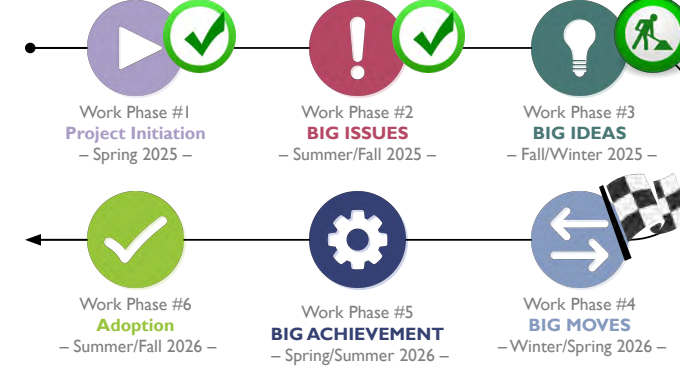 Work Phase #1
Project Initiation
– Spring 2025 –
Work Phase #2
BIG ISSUES
– Summer/Fall 2025 –
Work Phase #3
BIG IDEAS
– Fall/Winter 2025 –
Work Phase #6
Adoption
– Summer/Fall 2026 –
Work Phase #5
BIG ACHIEVEMENT
– Spring/Summer 2026 –
Work Phase #4
BIG MOVES
– Winter/Spring 2026 –